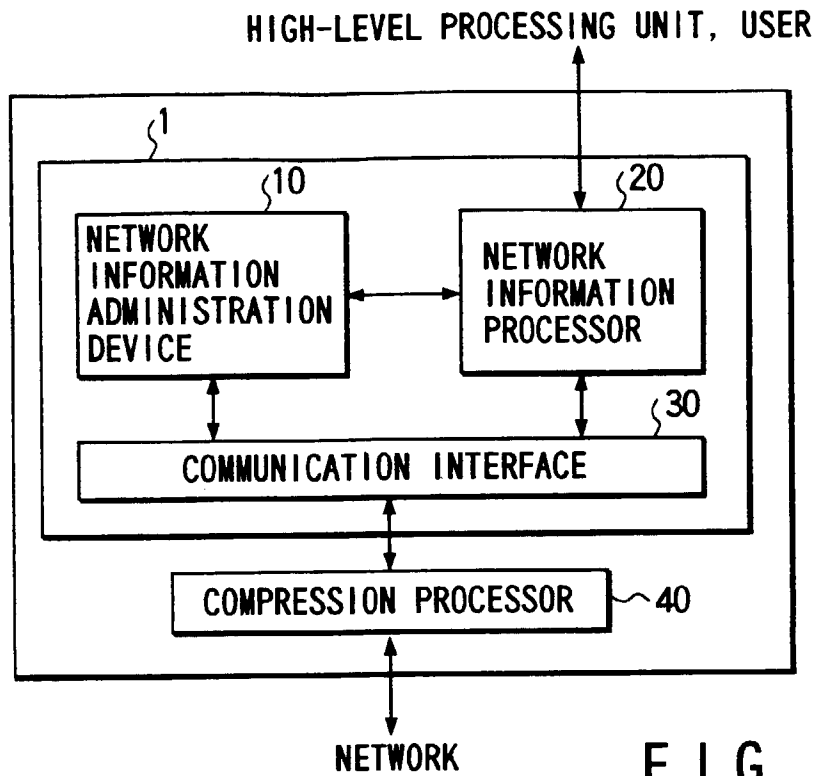 HIGH-LEVEL PROCESSING UNIT, USER
1
10
20
NETWORK
INFORMATION
ADMINISTRATION
DEVICE
NETWORK
INFORMATION
PROCESSOR
30
COMMUNICATION INTERFACE
COMPRESSION PROCESSOR
40
NETWORK
FIG